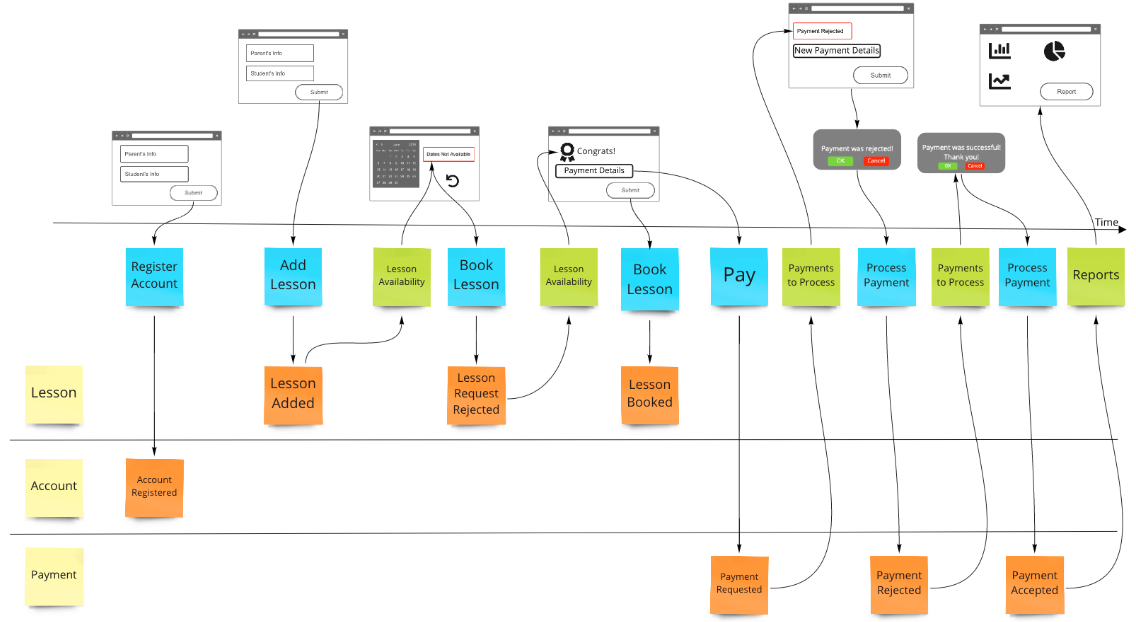 Payment Rejected
New Payment Details
Submit
Report
Parent's Info
Student's Info
Submit
Parent's Info
Student's Info
Submit
Dates Not Available
Congrats!
Payment Details
Submit
Payment was rejected!
OK
Cancel
Payment was successful!
Thank you!
OK
Cancel
Time
Register
Account
Add
Lesson
Lesson
Availability
Book
Lesson
Lesson
Availability
Book
Lesson
Pay
Payments
to Process
Process
Payment
Payments
to Process
Process
Payment
Reports
Lesson
Lesson
Added
Lesson
Request
Rejected
Lesson
Booked
Account
Account
Registered
Payment
Payment
Requested
Payment
Rejected
Payment
Accepted